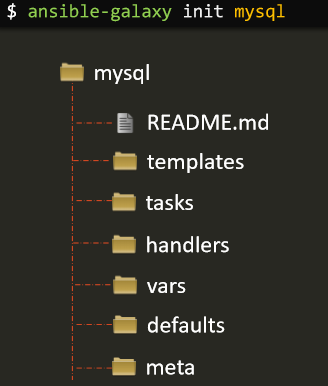 $ ansible-galaxy init mysql
mysql
README.md
templates
tasks
handlers
vars
defaults
meta